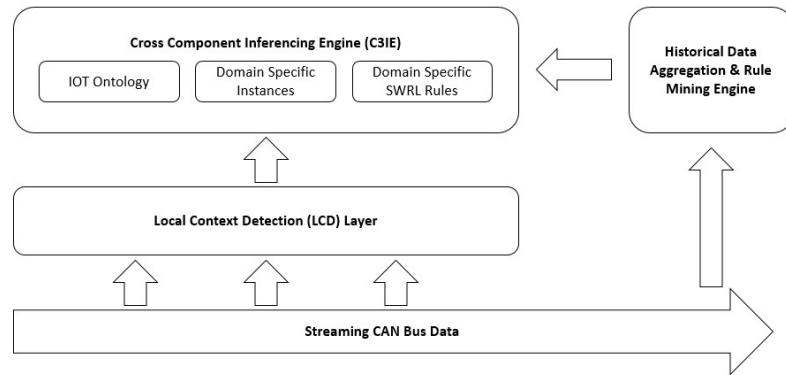 Cross Component Inferencing Engine (C3IE)
IOT Ontology
Domain Specific
Instances
Domain Specific
SWRL Rules
Historical Data
Aggregation & Rule
Mining Engine
Local Context Detection (LCD) Layer
Streaming CAN Bus Data